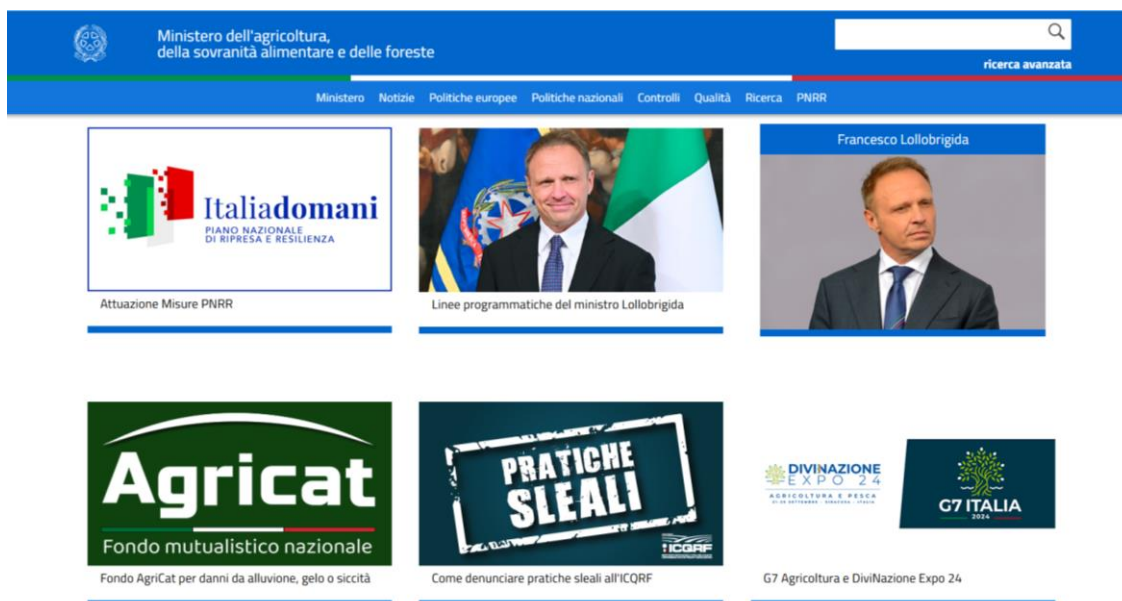 Ministero dell'agricoltura,
della sovranità alimentare e delle foreste
ricerca avanzata
Ministero Notizie Politiche europee Politiche nazionali Controlli Qualità Ricerca PNRR
Italiadomani
PIANO NAZIONALE
DI RIPRESA E RESILIENZA
Attuazione Misure PNRR
Linee programmatiche del ministro Lollobrigida
Francesco Lollobrigida
Agricat
Fondo mutualistico nazionale
Fondo AgriCat per danni da alluvione, gelo o siccità
PRATICHE
SLEALI
ICQRF
Come denunciare pratiche sleali all'ICQRF
DIVINAZIONE
EXPO 24
AGRICOLTURA E PESCA
G7 ITALIA
2024
G7 Agricoltura e DiviNazione Expo 24